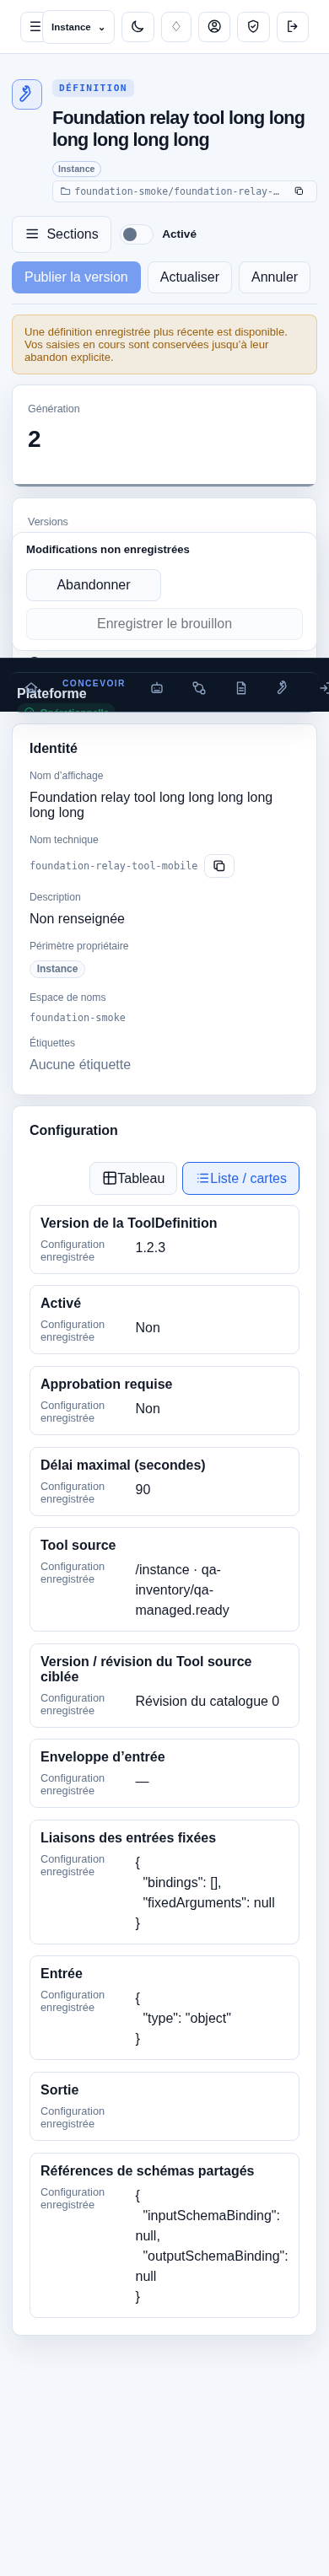 Instance
DÉFINITION
Foundation relay tool long long
long long long long
Instance
foundation-smoke/foundation-relay-…
Sections
Activé
Publier la version
Actualiser
Annuler
Une définition enregistrée plus récente est disponible.
Vos saisies en cours sont conservées jusqu’à leur
abandon explicite.
Génération
2
Versions
Modifications non enregistrées
Abandonner
Enregistrer le brouillon
CONCEVOIR
Plateforme
Opérationnelle
Identité
Nom d’affichage
Foundation relay tool long long long long
long long
Nom technique
foundation-relay-tool-mobile
Description
Non renseignée
Périmètre propriétaire
Instance
Espace de noms
foundation-smoke
Étiquettes
Aucune étiquette
Configuration
Tableau
Liste / cartes
Version de la ToolDefinition
Configuration
enregistrée
1.2.3
Activé
Configuration
enregistrée
Non
Approbation requise
Configuration
enregistrée
Non
Délai maximal (secondes)
Configuration
enregistrée
90
Tool source
Configuration
enregistrée
/instance · qa-
inventory/qa-
managed.ready
Version / révision du Tool source
ciblée
Configuration
enregistrée
Révision du catalogue 0
Enveloppe d’entrée
Configuration
enregistrée
—
Liaisons des entrées fixées
Configuration
enregistrée
{
"bindings": [],
"fixedArguments": null
}
Entrée
Configuration
enregistrée
{
"type": "object"
}
Sortie
Configuration
enregistrée
Références de schémas partagés
Configuration
enregistrée
{
"inputSchemaBinding":
null,
"outputSchemaBinding":
null
}